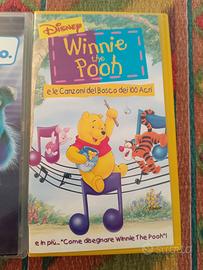 Disney
Winnie
the
Pooh
e le Canzoni del Bosco dei 100 Acri
e in più... "Come disegnare Winnie The Pooh"!